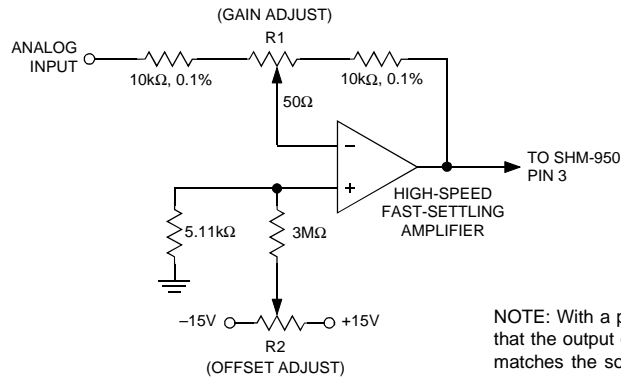 (GAIN ADJUST)
R1
ANALOG
INPUT
10kΩ, 0.1%
10kΩ, 0.1%
50Ω
–
+
TO SHM-950
PIN 3
HIGH-SPEED
FAST-SETTLING
AMPLIFIER
5.11kΩ
3MΩ
–15V
+15V
R2
(OFFSET ADJUST)
NOTE: With a
that the output
matches the